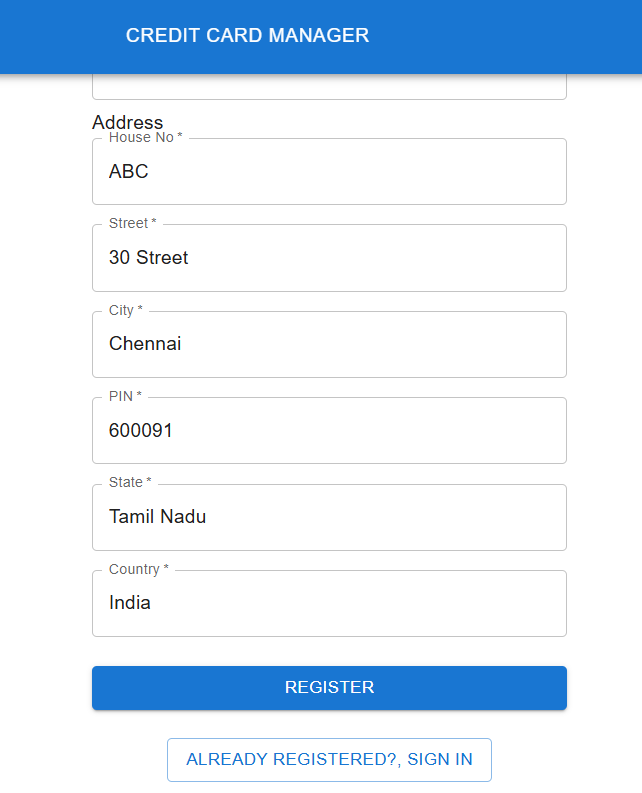 CREDIT CARD MANAGER
Address
House No *
ABC
Street *
30 Street
City *
Chennai
PIN *
600091
State *
Tamil Nadu
Country *
India
REGISTER
ALREADY REGISTERED?, SIGN IN